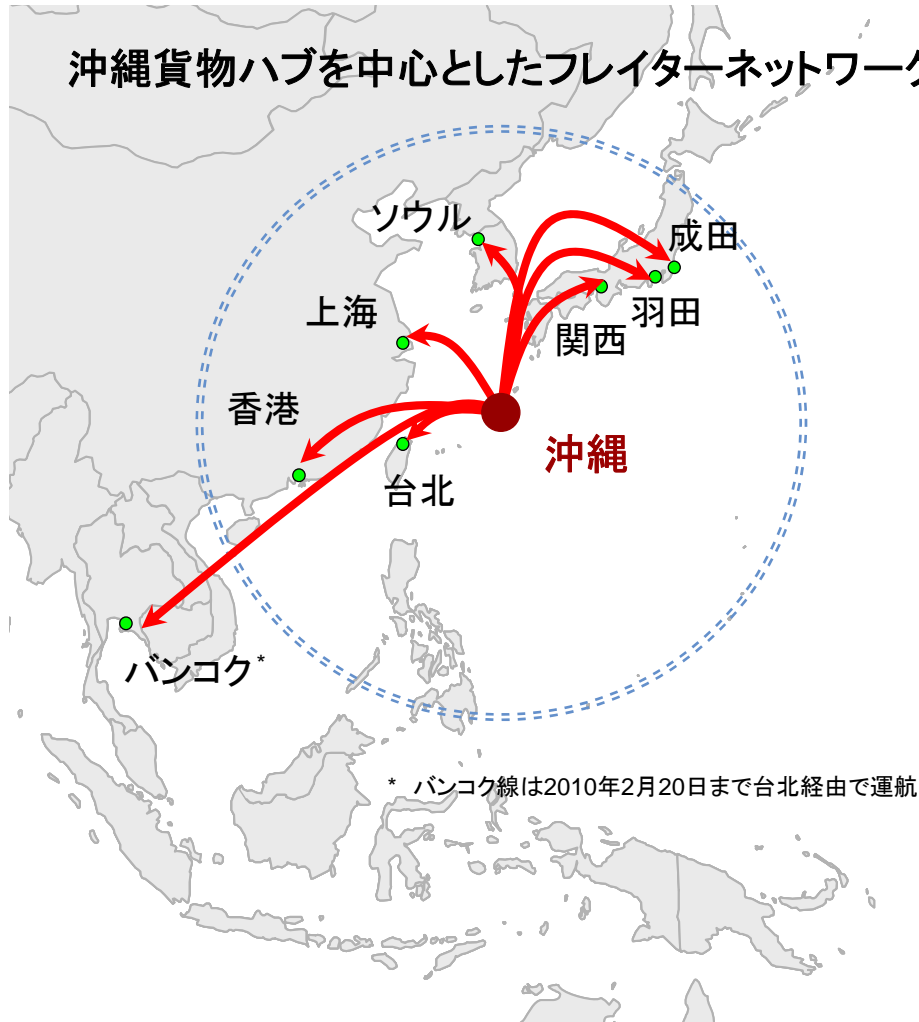 沖縄貨物ハブを中心としたフレイターネットワーク
ソウル
成田
上海
羽田
関西
香港
沖縄
台北
バンコク*
* バンコク線は2010年2月20日まで台北経由で運航